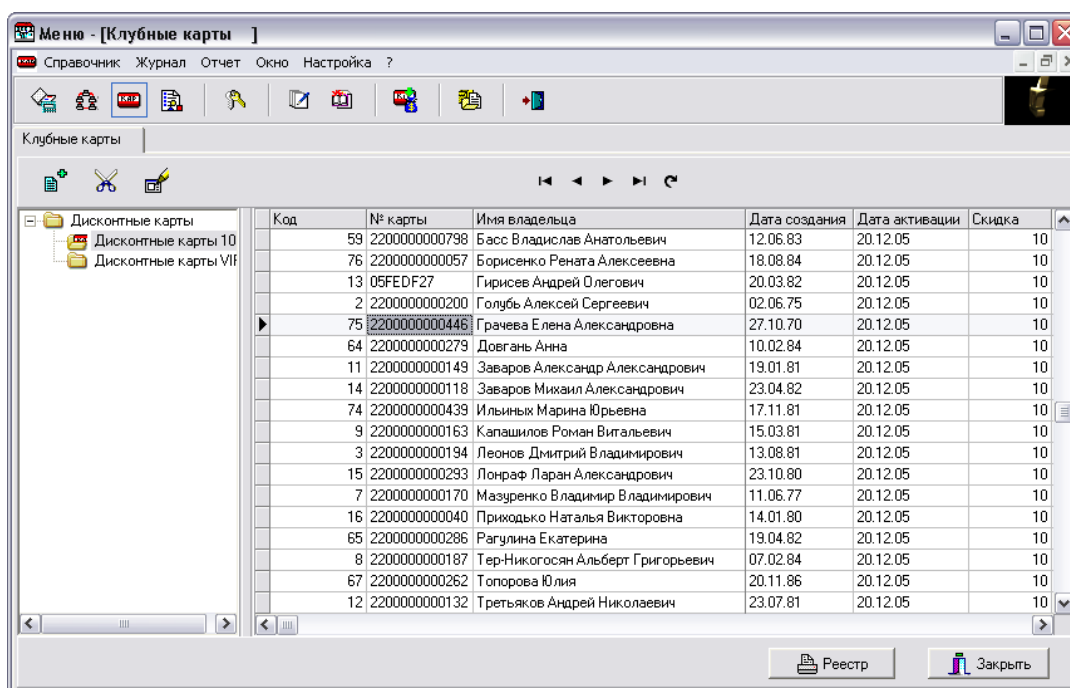 Меню - [Клубные карты ]
Справочник Журнал Отчет Окно Настройка ?
Клубные карты
Дисконтные карты
Дисконтные карты 10
Дисконтные карты VIF
Код № карты Имя владельца Дата создания Дата активации Скидка
59 2200000000798 Басс Владислав Анатольевич 12.06.83 20.12.05 10
76 2200000000057 Борисенко Рената Алексеевна 18.08.84 20.12.05 10
13 05FEDF27 Гирисев Андрей Олегович 20.03.82 20.12.05 10
2 2200000000200 Голубь Алексей Сергеевич 02.06.75 20.12.05 10
75 2200000000446 Грачева Елена Александровна 27.10.70 20.12.05 10
64 2200000000279 Довгань Анна 10.02.84 20.12.05 10
11 2200000000149 Заваров Александр Александрович 19.01.81 20.12.05 10
14 2200000000118 Заваров Михаил Александрович 23.04.82 20.12.05 10
74 2200000000439 Ильиных Марина Юрьевна 17.11.81 20.12.05 10
9 2200000000163 Капашилов Роман Витальевич 15.03.81 20.12.05 10
3 2200000000194 Леонов Дмитрий Владимирович 13.08.81 20.12.05 10
15 2200000000293 Лонраф Ларан Александрович 23.10.80 20.12.05 10
7 2200000000170 Мазуренко Владимир Владимирович 11.06.77 20.12.05 10
16 2200000000040 Приходько Наталья Викторовна 14.01.80 20.12.05 10
65 2200000000286 Рагулина Екатерина 19.04.82 20.12.05 10
8 2200000000187 Тер-Никогосян Альберт Григорьевич 07.02.84 20.12.05 10
67 2200000000262 Топорова Юлия 20.11.86 20.12.05 10
12 2200000000132 Третьяков Андрей Николаевич 23.07.81 20.12.05 10
Реестр Закрыть